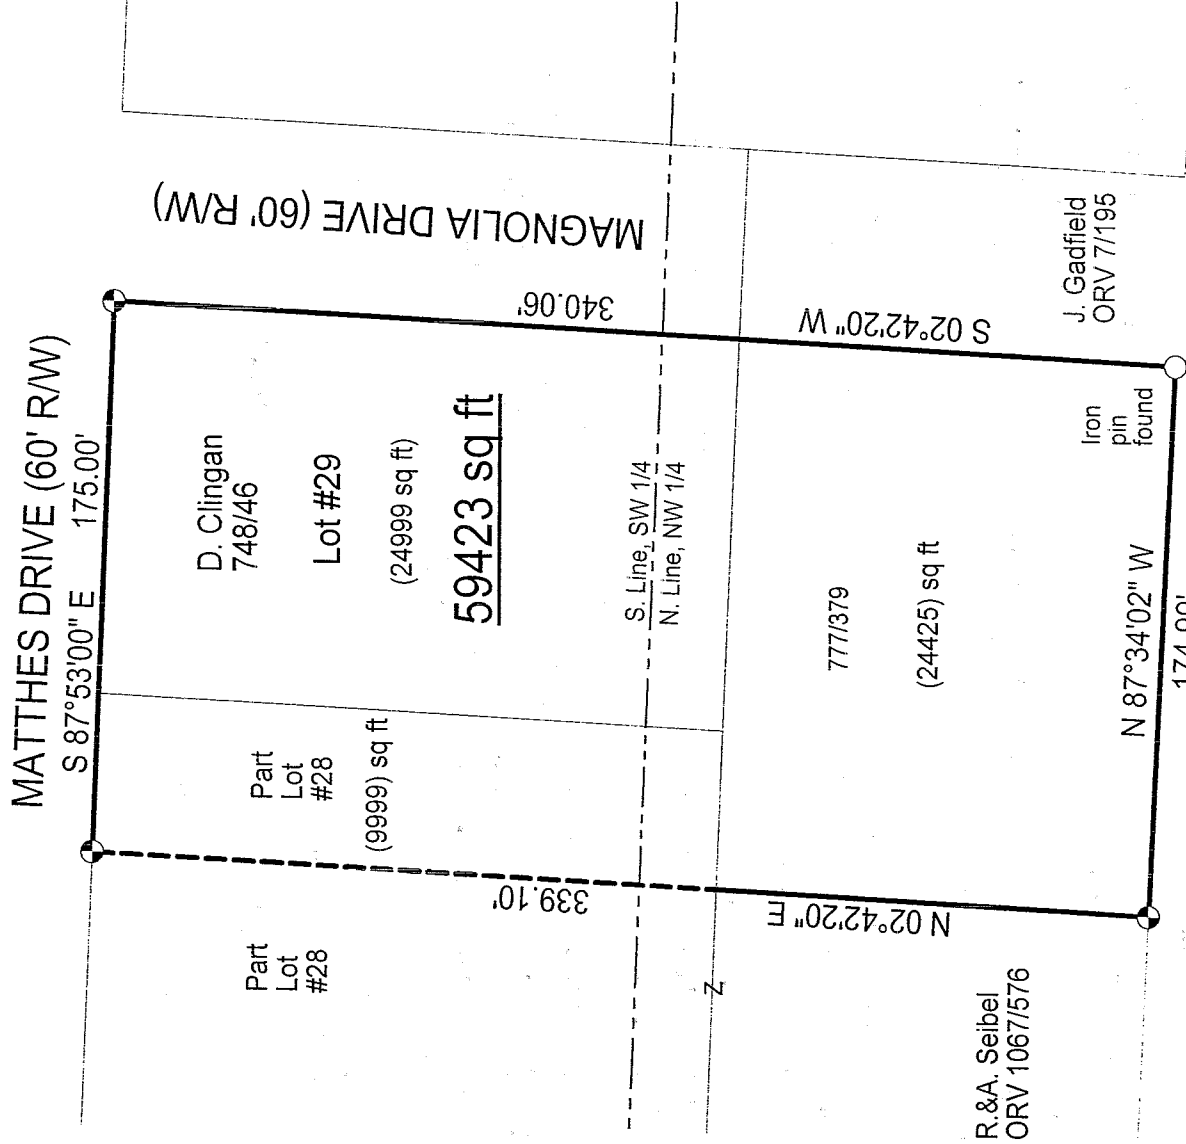 MATTHES DRIVE (60' R/W)
S 87°53'00" E 175.00'
MAGNOLIA DRIVE (60' R/W)
D. Clingan
748/46
Lot #29
(24999 sq ft)
59423 sq ft
340.06'
S 02°42'20" W
Part
Lot
#28
(9999) sq ft
339.10'
N 02°42'20" E
Part
Lot
#28
S. Line, SW 1/4
N. Line, NW 1/4
777/379
(24425) sq ft
J. Gadfield
ORV 7/195
Iron
pin
found
N 87°34'02" W
Z
R.&A. Seibel
ORV 1067/576